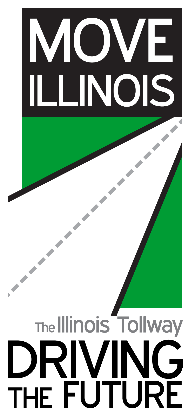 MOVE
ILLINOIS
The Illinois Tollway
DRIVING
THE FUTURE